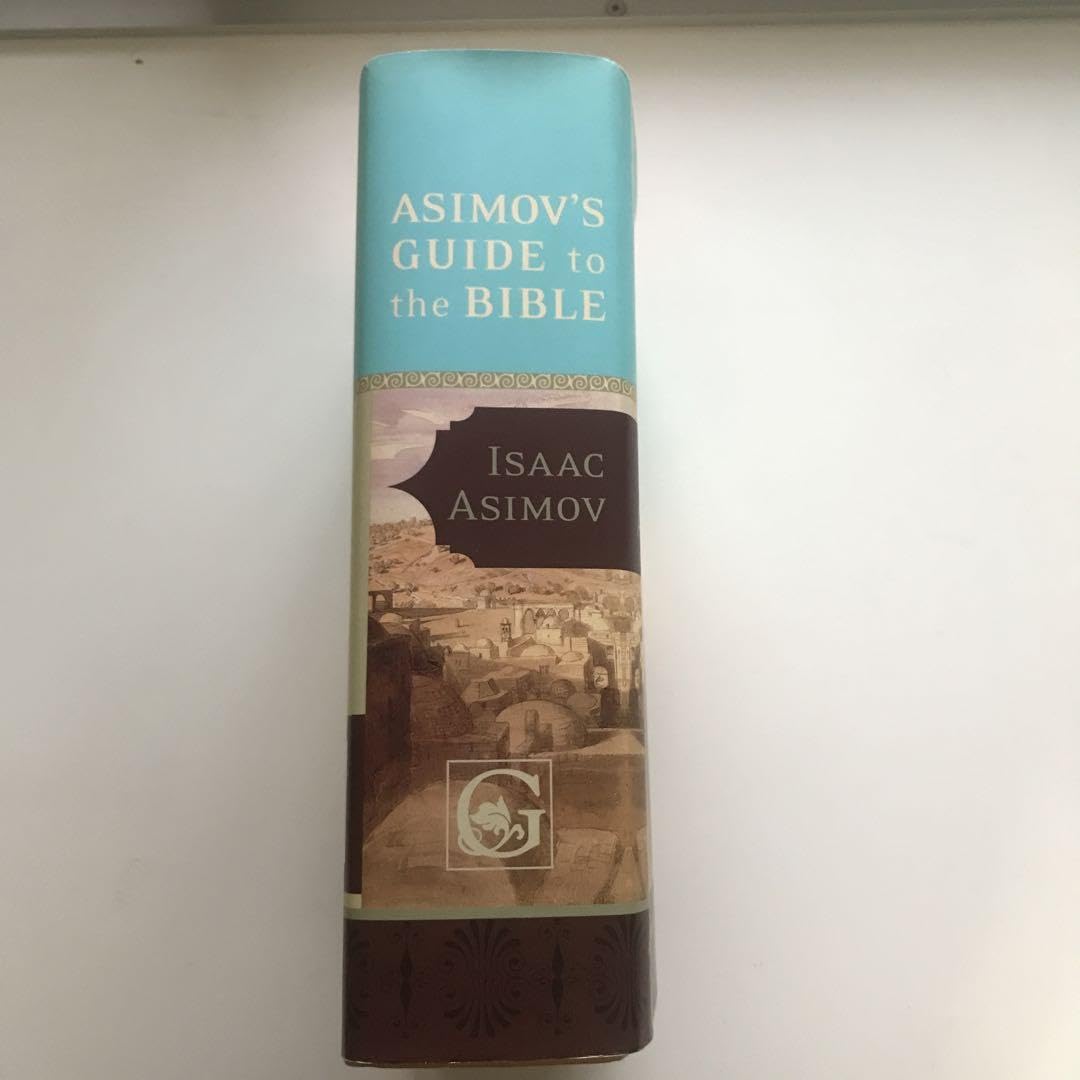 ASIMOV'S
GUIDE to
the BIBLE
ISAAC
ASIMOV
G